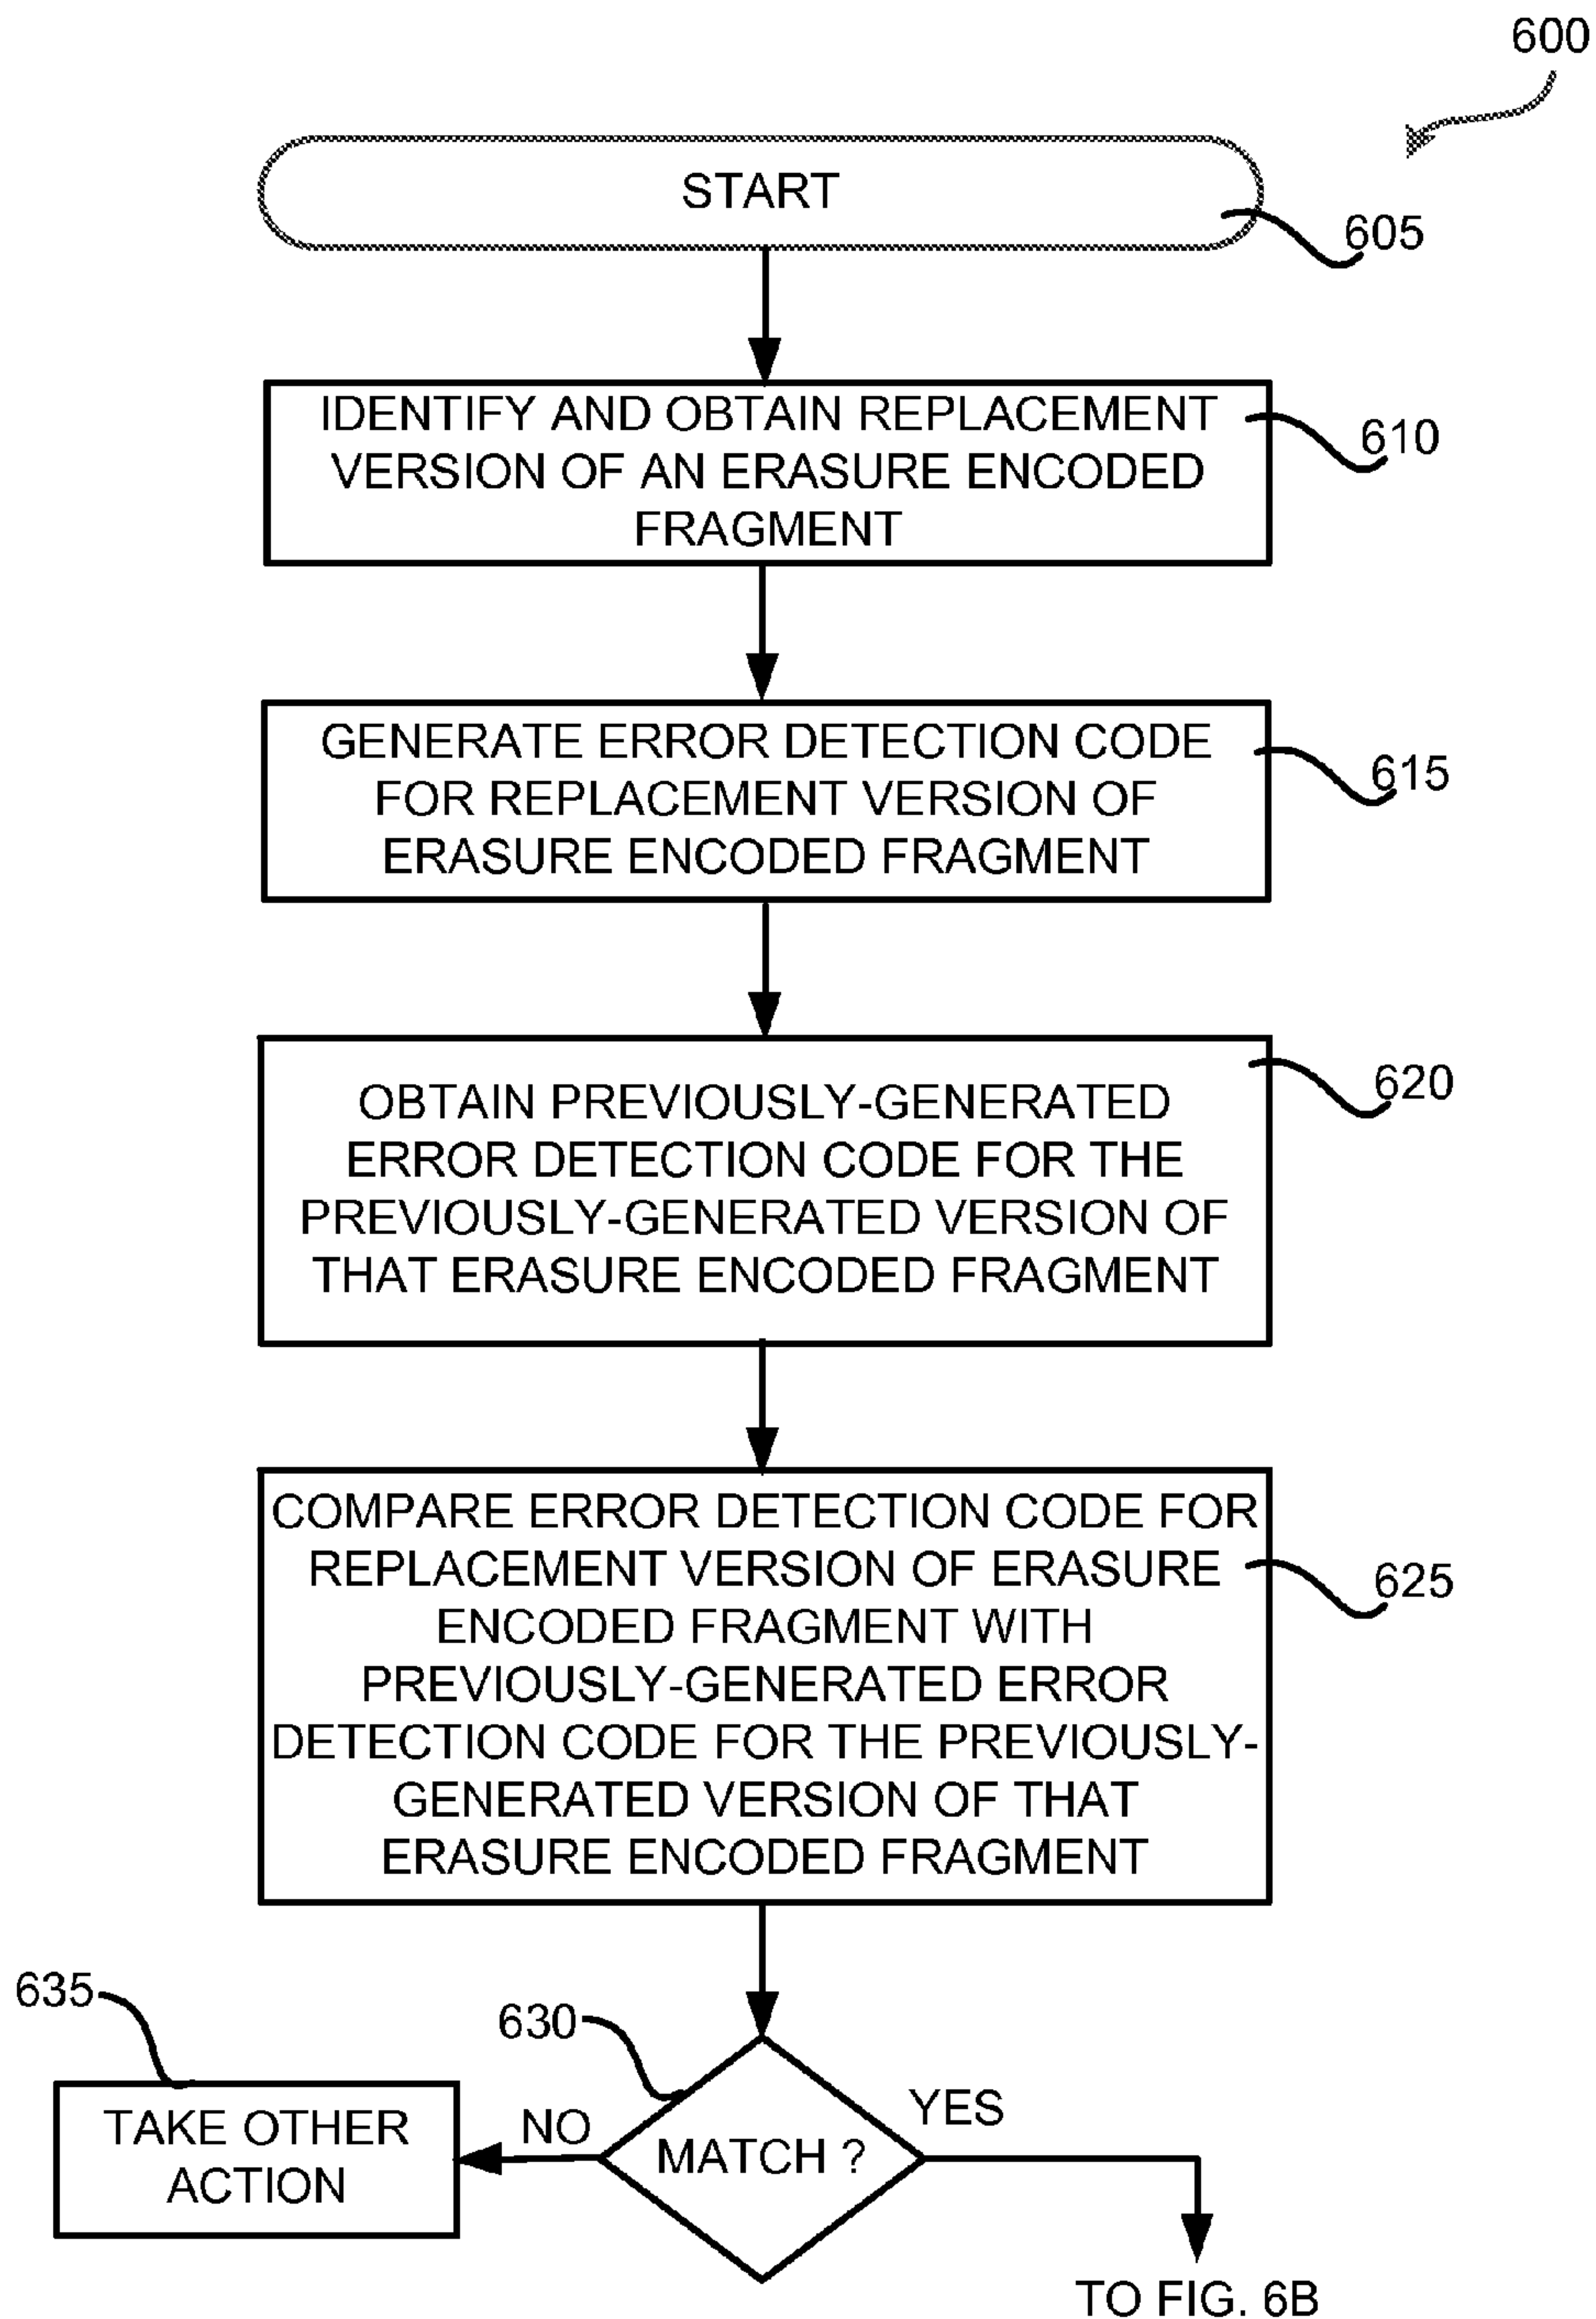 600
START
605
IDENTIFY AND OBTAIN REPLACEMENT
VERSION OF AN ERASURE ENCODED
FRAGMENT
610
GENERATE ERROR DETECTION CODE
FOR REPLACEMENT VERSION OF
ERASURE ENCODED FRAGMENT
615
OBTAIN PREVIOUSLY-GENERATED
ERROR DETECTION CODE FOR THE
PREVIOUSLY-GENERATED VERSION OF
THAT ERASURE ENCODED FRAGMENT
620
COMPARE ERROR DETECTION CODE FOR
REPLACEMENT VERSION OF ERASURE
ENCODED FRAGMENT WITH
PREVIOUSLY-GENERATED ERROR
DETECTION CODE FOR THE PREVIOUSLY-
GENERATED VERSION OF THAT
ERASURE ENCODED FRAGMENT
625
635
630
TAKE OTHER
ACTION
NO
MATCH ?
YES
TO FIG. 6B